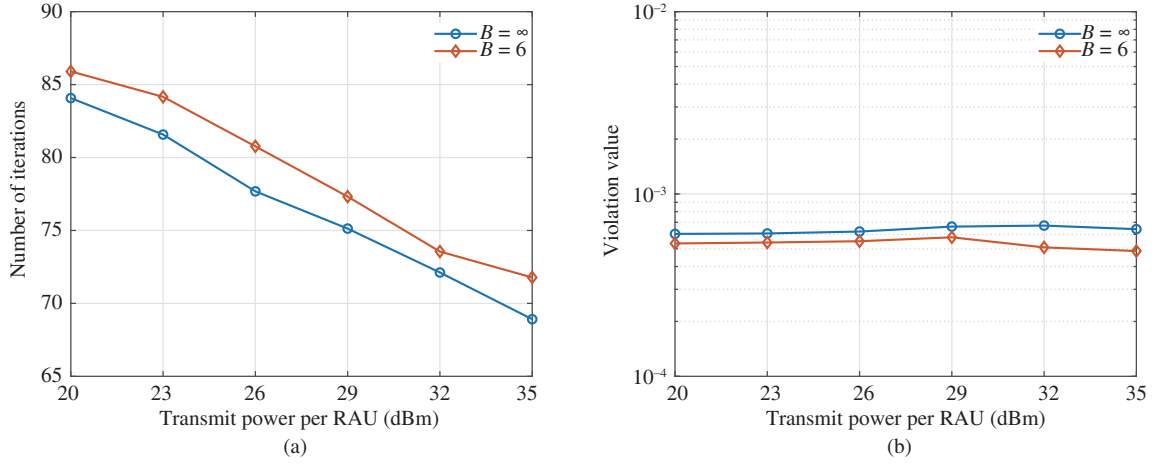 90
85
80
75
70
65
Number of iterations
B = ∞
B = 6
20 23 26 29 32 35
Transmit power per RAU (dBm)
(a)
10⁻²
10⁻³
10⁻⁴
Violation value
B = ∞
B = 6
20 23 26 29 32 35
Transmit power per RAU (dBm)
(b)